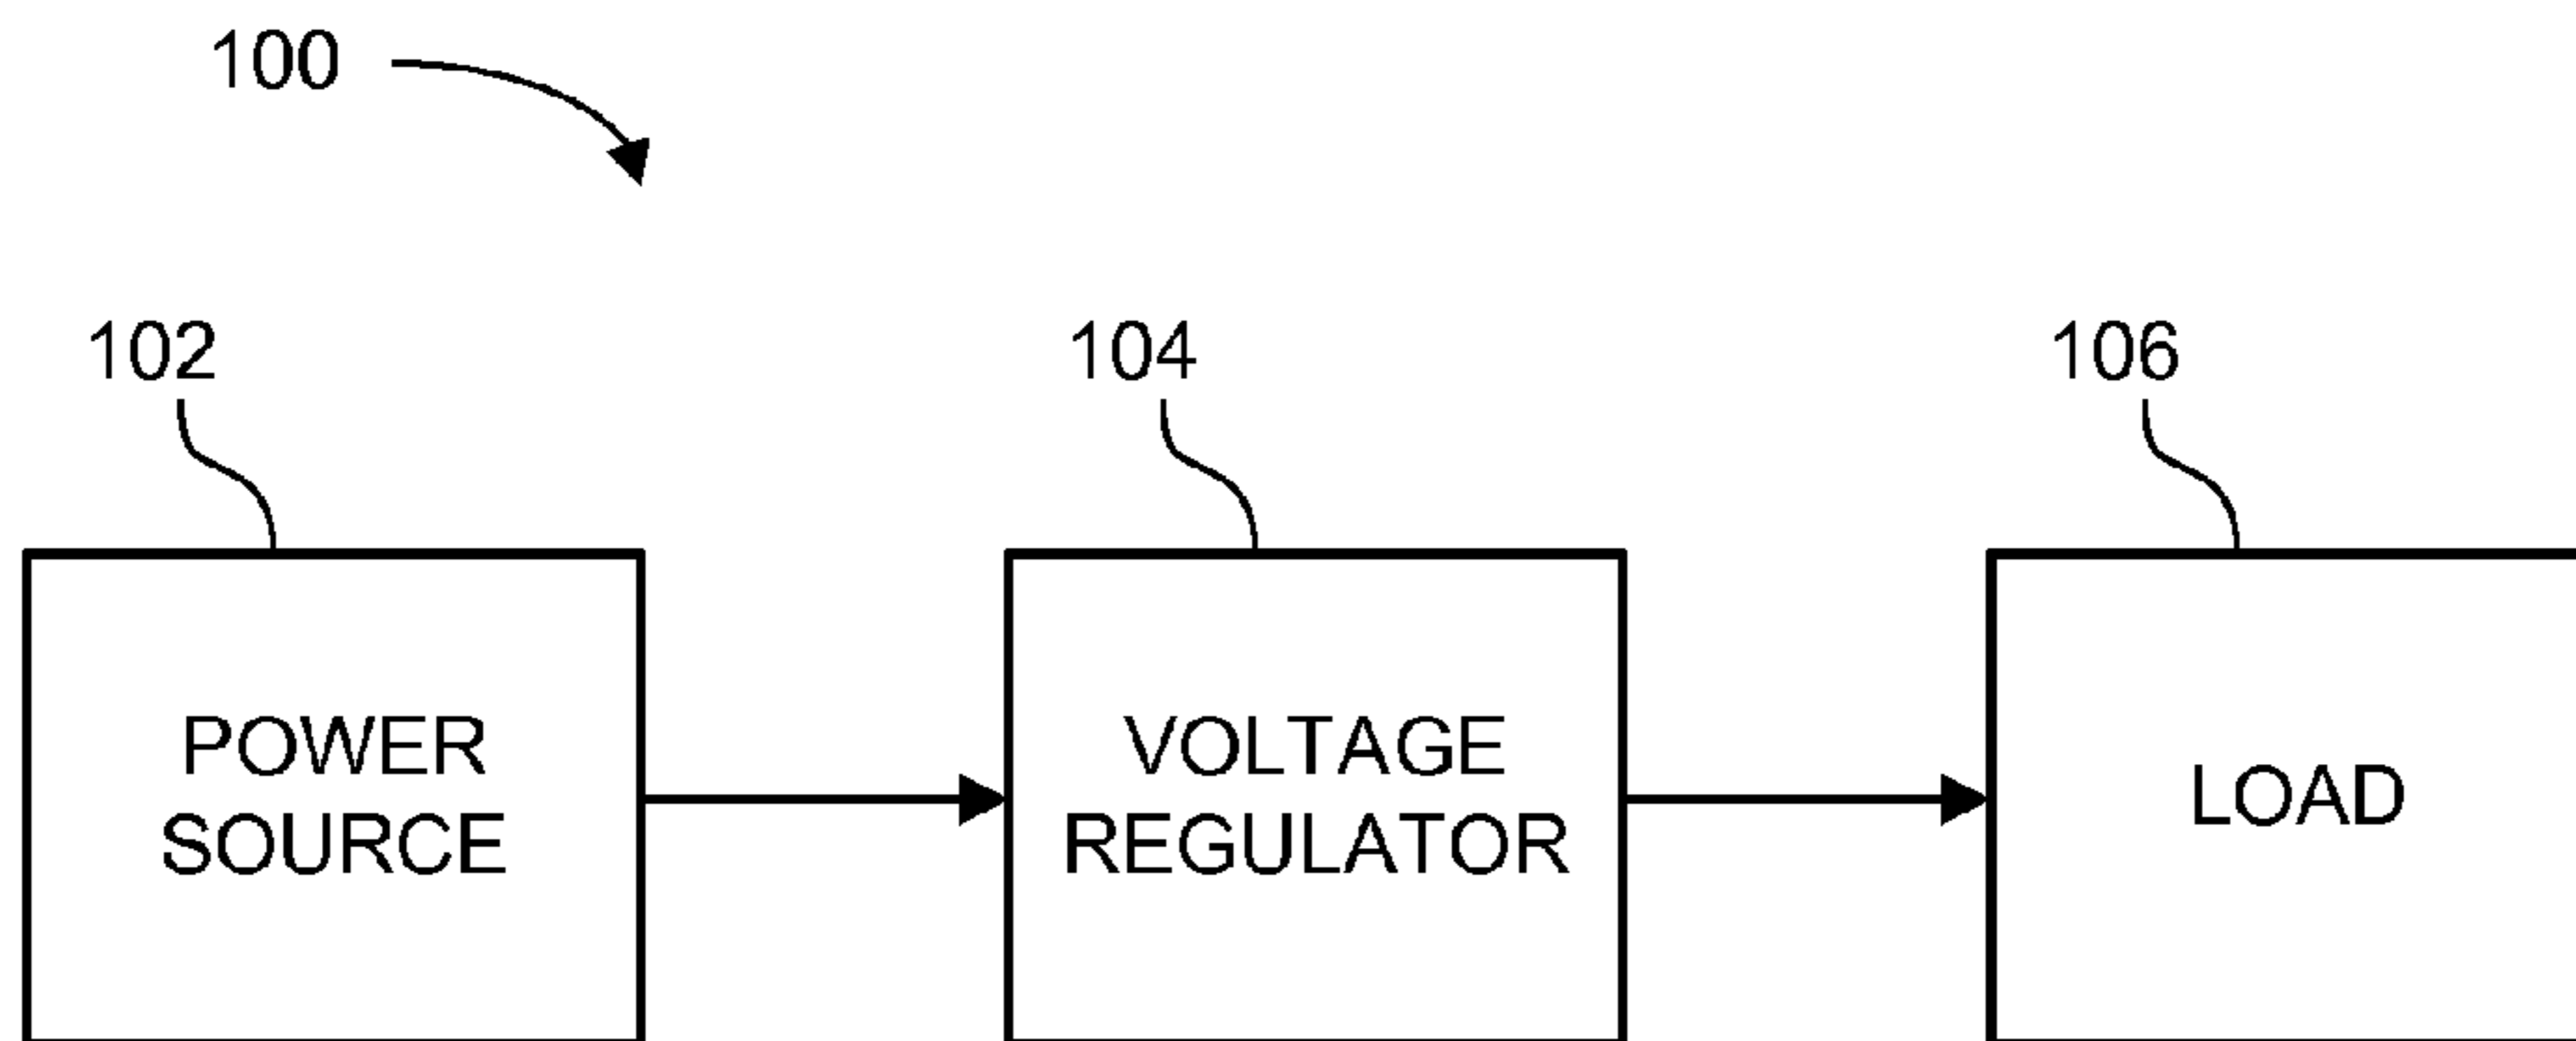 100
102
104
106
POWER
SOURCE
VOLTAGE
REGULATOR
LOAD